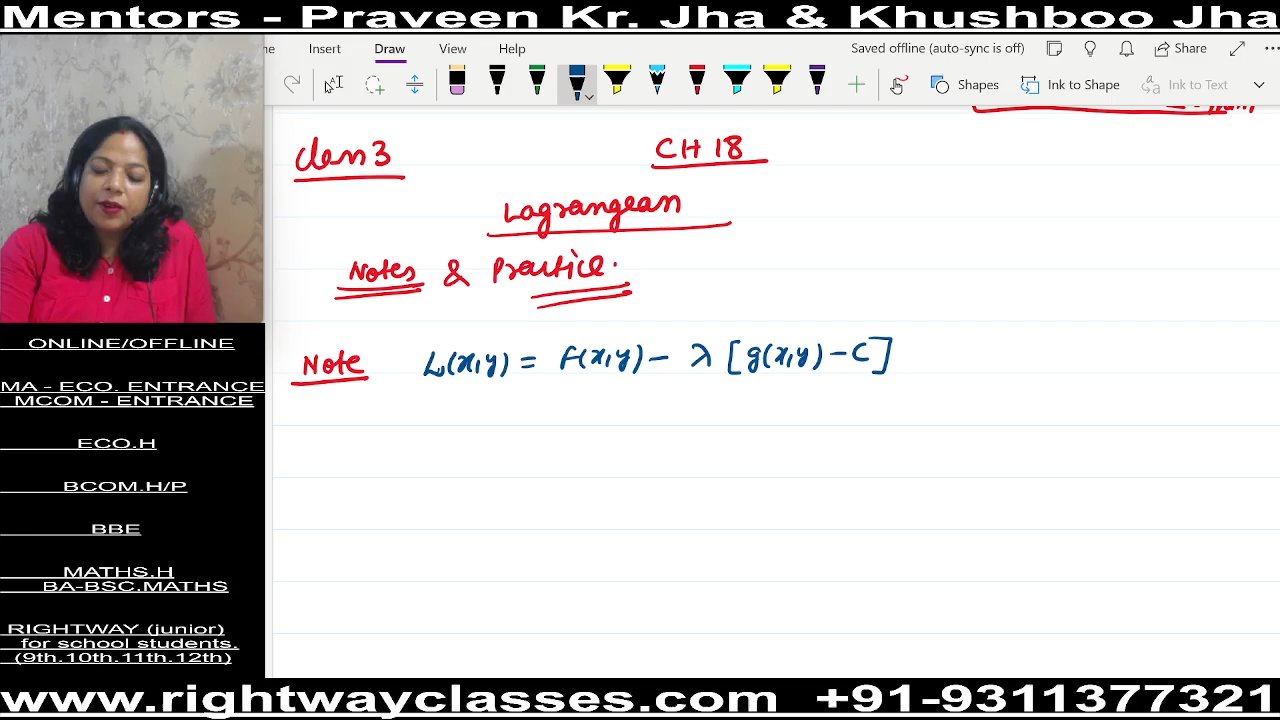 Mentors - Praveen Kr. Jha & Khushboo Jha
Insert Draw View Help Saved offline (auto-sync is off) Share
Shapes Ink to Shape Ink to Text
Class 3
CH 18
Lagrangean
Notes & Practice.
Note L(x,y) = f(x,y) - λ [g(x,y) - C]
ONLINE/OFFLINE
MA - ECO. ENTRANCE
MCOM - ENTRANCE
ECO.H
BCOM.H/P
BBE
MATHS.H
BA-BSC.MATHS
RIGHTWAY (junior)
for school students.
(9th.10th.11th.12th)
www.rightwayclasses.com +91-9311377321